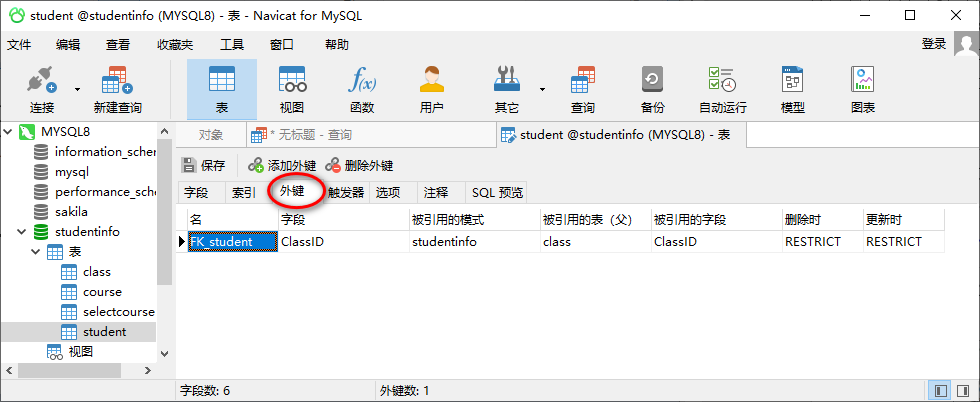 student @studentinfo (MYSQL8) - 表 - Navicat for MySQL
文件 编辑 查看 收藏夹 工具 窗口 帮助 登录
连接 新建查询 表 视图 f(x) 函数 用户 其它 查询 备份 自动运行 模型 图表
MYSQL8
information_schem
mysql
performance_sche
sakila
studentinfo
表
class
course
selectcourse
student
视图
对象 * 无标题 - 查询 student @studentinfo (MYSQL8) - 表
保存 添加外键 删除外键
字段 索引 外键 触发器 选项 注释 SQL 预览
名 字段 被引用的模式 被引用的表（父） 被引用的字段 删除时 更新时
FK_student ClassID studentinfo class ClassID RESTRICT RESTRICT
字段数: 6 外键数: 1